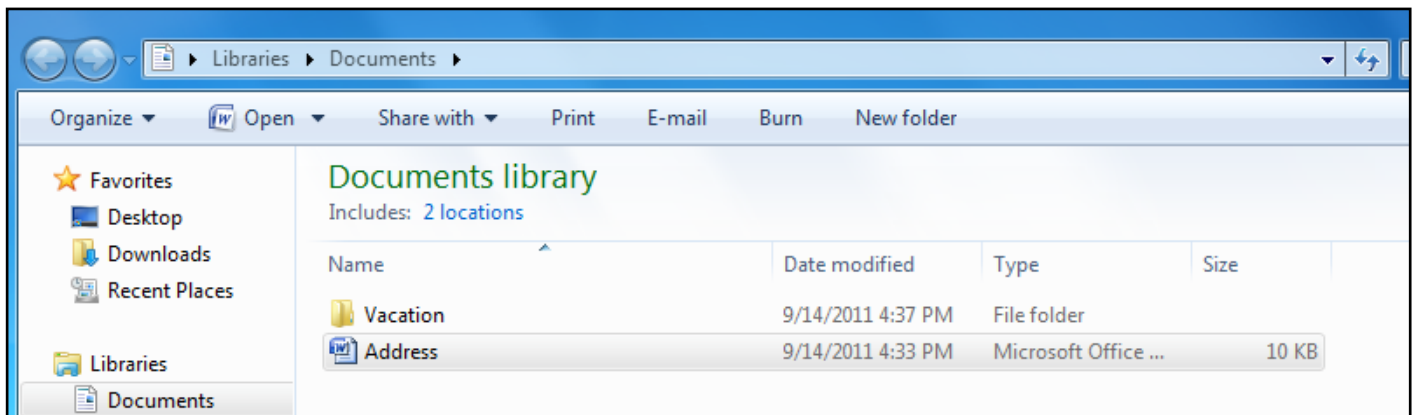 Libraries Documents
Organize Open Share with Print E-mail Burn New folder
Favorites
Desktop
Downloads
Recent Places
Libraries
Documents
Documents library
Includes: 2 locations
Name Date modified Type Size
Vacation 9/14/2011 4:37 PM File folder
Address 9/14/2011 4:33 PM Microsoft Office ... 10 KB